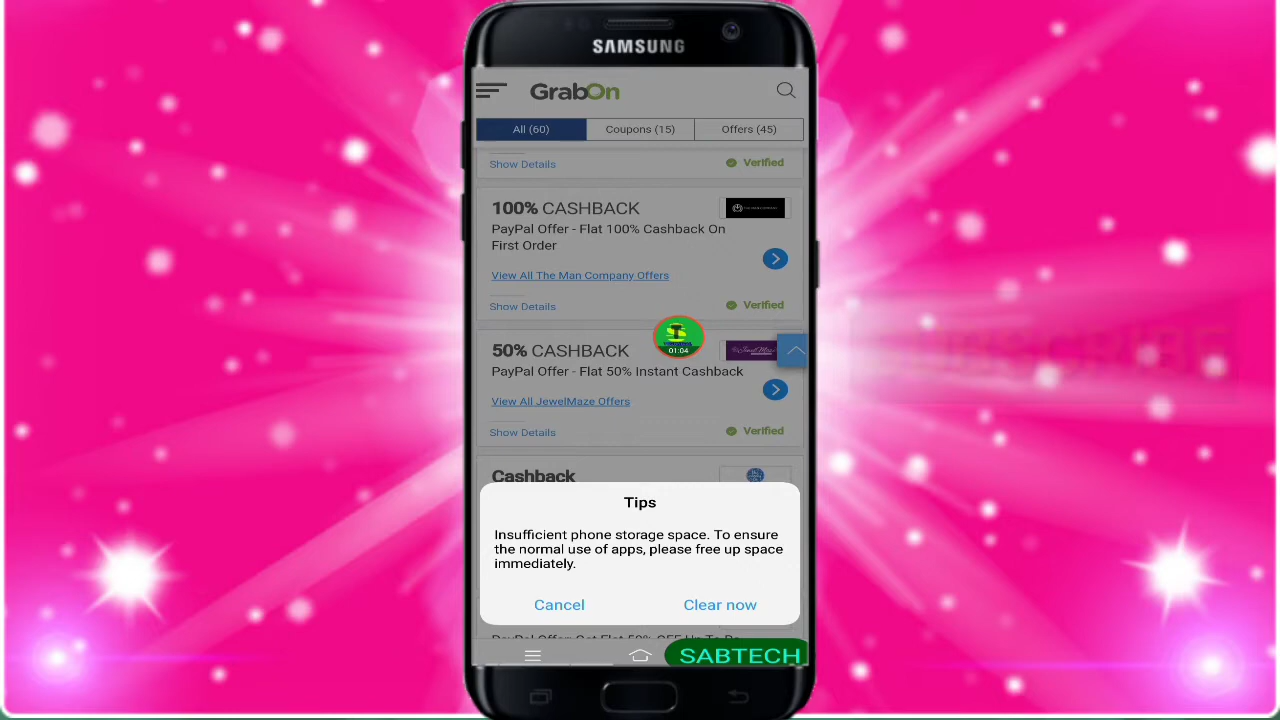 SAMSUNG
GrabOn
All (60)
Coupons (15)
Offers (45)
Show Details
Verified
100% CASHBACK
PayPal Offer - Flat 100% Cashback On
First Order
View All The Man Company Offers
Show Details
Verified
01:04
50% CASHBACK
PayPal Offer - Flat 50% Instant Cashback
View All JewelMaze Offers
Show Details
Verified
Cashback
Tips
Insufficient phone storage space. To ensure
the normal use of apps, please free up space
immediately.
Cancel
Clear now
SABTECH